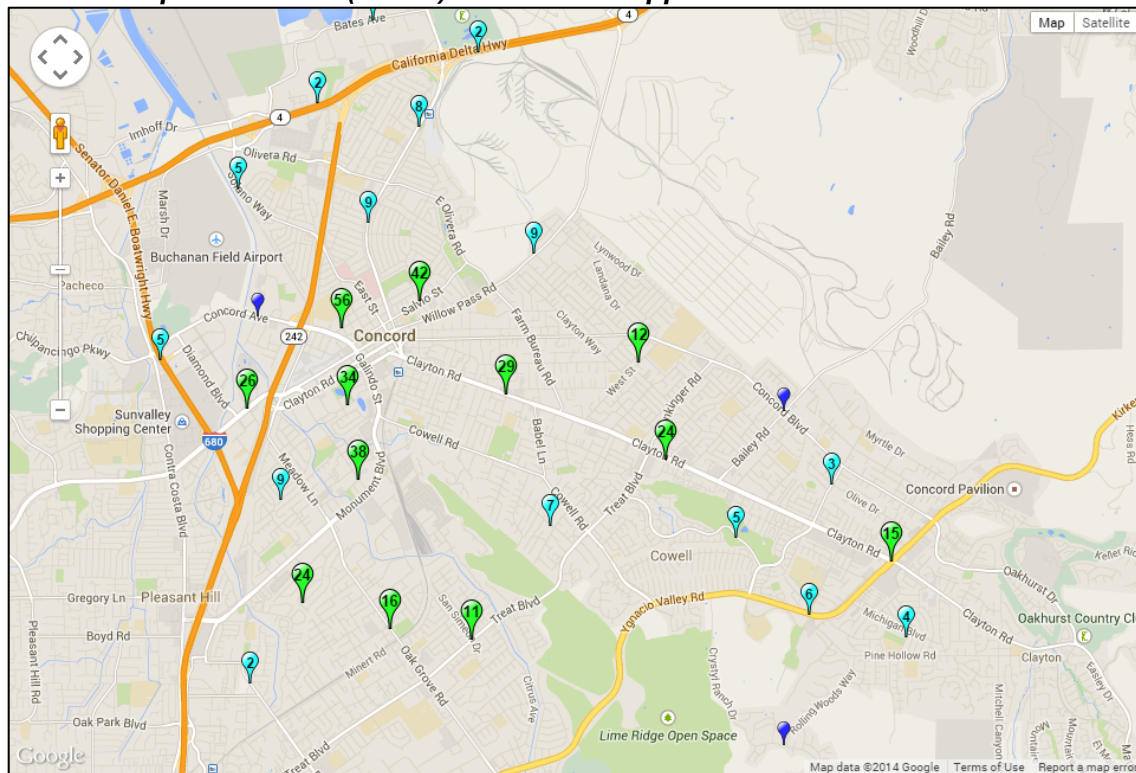 Bates Ave
4
Woodhill Dr
Map
Satellite
2
California Delta Hwy
2
8
Imhoff Dr
4
Olivera Rd
5
Solano Way
Senator Daniel E. Boatwright Hwy
Marsh Dr
9
E Olivera Rd
9
Buchanan Field Airport
Lynwood Dr
Landana Dr
Bailey Rd
Pacheco
42
East St
Salvio St
Willow Pass Rd
56
Concord Ave
Chilpancingo Pkwy
5
242
Concord
Farm Bureau Rd
Clayton Way
12
Diamond Blvd
Clayton Rd
29
West St
26
Clayton Rd
34
Galindo St
Concord Blvd
Sunvalley
Shopping Center
680
Cowell Rd
Babel Ln
24
Clayton Rd
Bailey Rd
Myrtle Dr
Hess Rd
Contra Costa Blvd
38
Monument Blvd
Meadow Ln
9
3
Olive Dr
Concord Pavilion
7
Cowell Rd
Treat Blvd
5
Clayton Rd
15
Cowell
Gregory Ln
Pleasant Hill
24
16
11
San Simeon Dr
Treat Blvd
Ygnacio Valley Rd
6
4
Michigan Blvd
Oakhurst Dr
Boyd Rd
Pleasant Hill Rd
Clayton Rd
Oakhurst Country Clu
Pine Hollow Rd
Clayton
2
Minert Rd
Oak Grove Rd
Citrus Ave
Crystyl Ranch Dr
Easley Dr
Oak Park Blvd
Rolling Woods Way
Mitchell Canyon
Mountain
Lime Ridge Open Space
Treat Blvd
Google
Map data ©2014 Google
Terms of Use
Report a map error